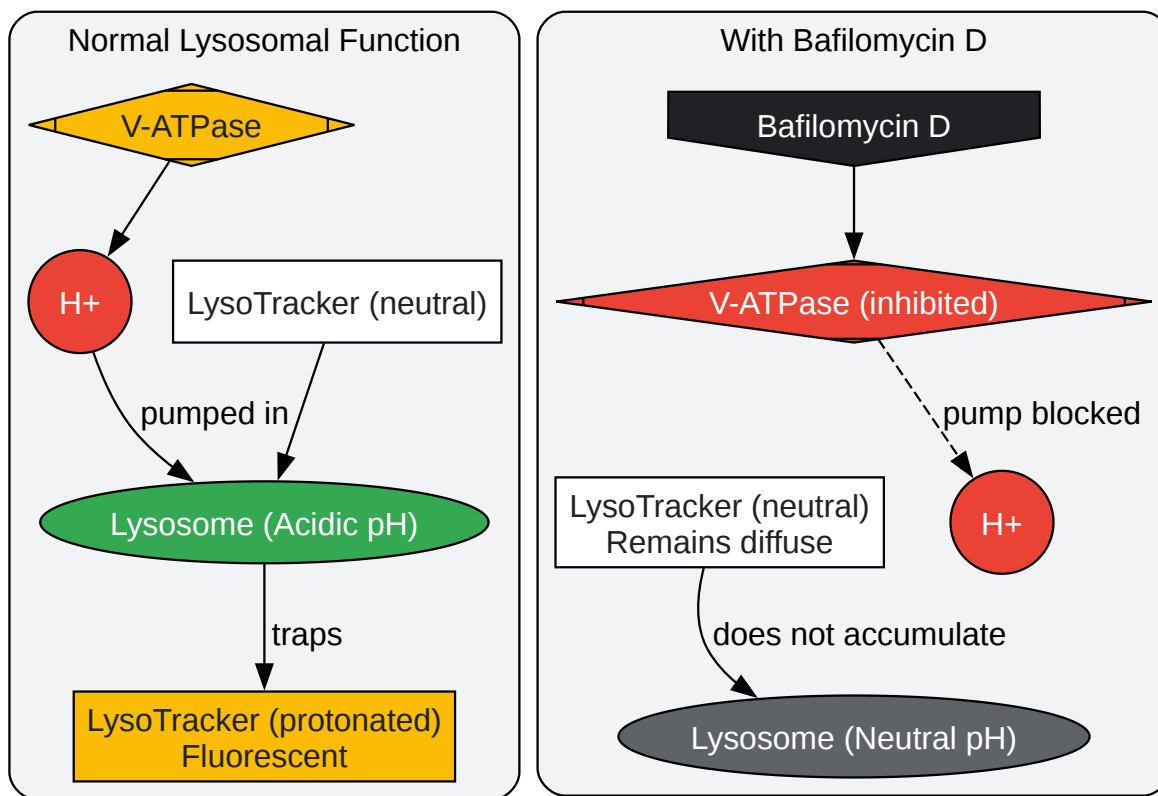 Normal Lysosomal Function
V-ATPase
H+
LysoTracker (neutral)
pumped in
Lysosome (Acidic pH)
traps
LysoTracker (protonated)
Fluorescent
With Bafilomycin D
Bafilomycin D
V-ATPase (inhibited)
pump blocked
LysoTracker (neutral)
Remains diffuse
H+
does not accumulate
Lysosome (Neutral pH)